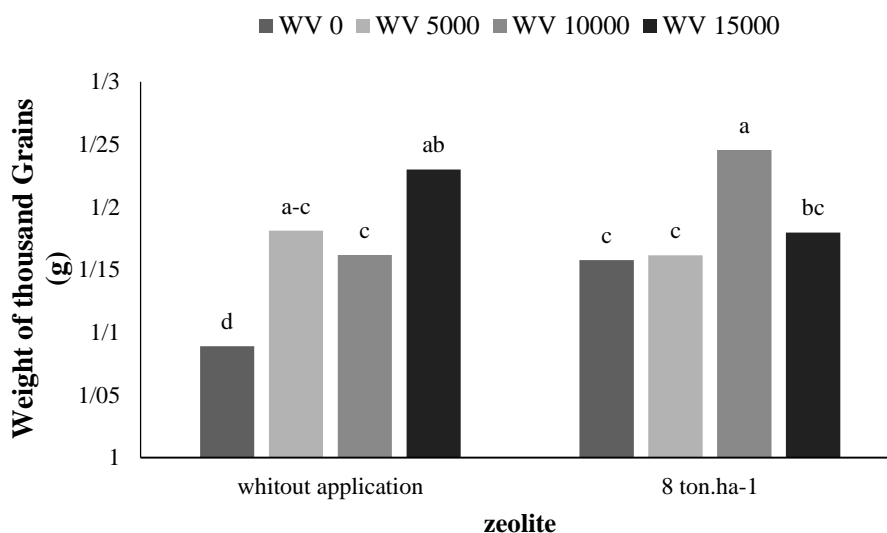 WV 0 WV 5000 WV 10000 WV 15000
1/3
1/25
1/2
1/15
1/1
1/05
1
Weight of thousand Grains
(g)
d
a-c
c
ab
c
c
a
bc
whitout application
8 ton.ha-1
zeolite